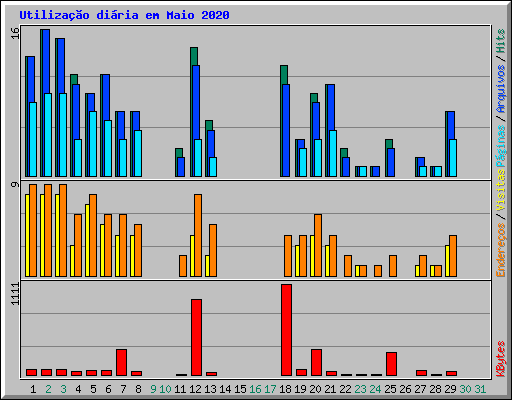 Utilização diária em Maio 2020
16
9
1111
Endereços / Visitas Páginas / Arquivos / Hits
KBytes
1 2 3 4 5 6 7 8 9 10 11 12 13 14 15 16 17 18 19 20 21 22 23 24 25 26 27 28 29 30 31